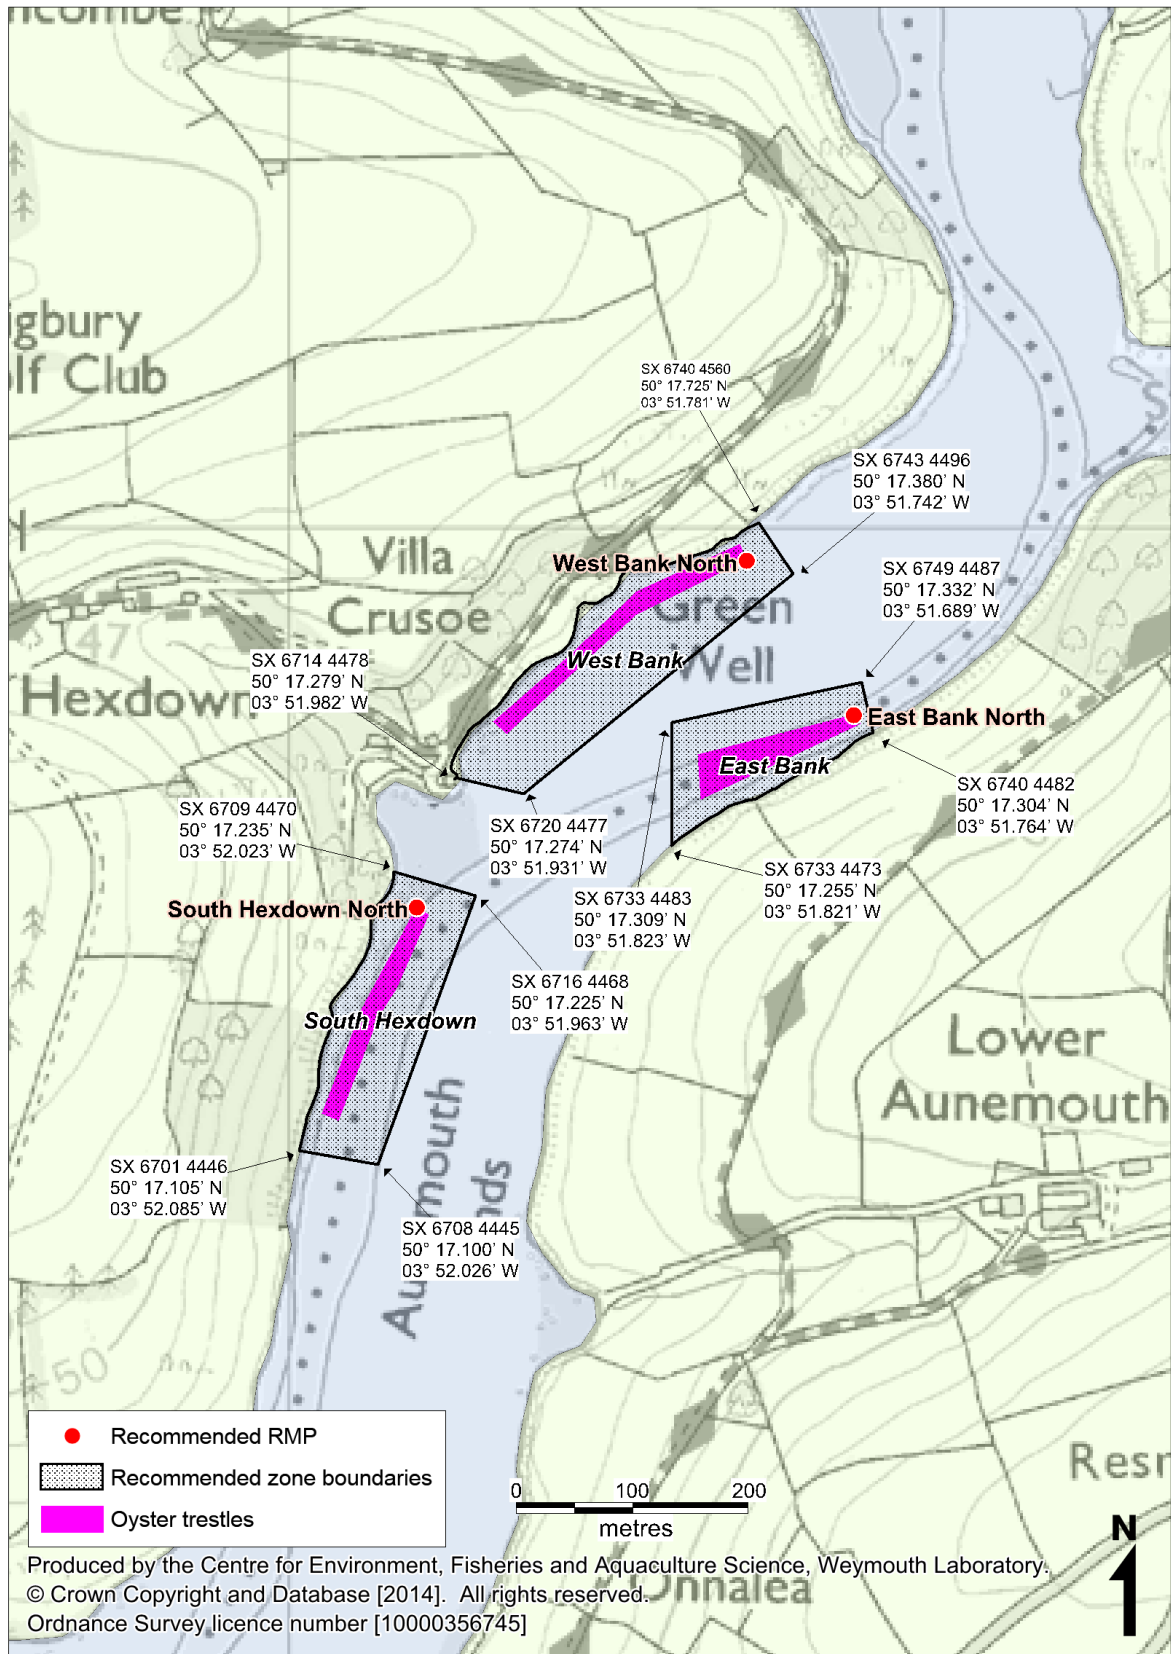 ncombe
igbury
olf Club
SX 6740 4560
50° 17.725' N
03° 51.781' W
SX 6743 4496
50° 17.380' N
03° 51.742' W
Villa
Crusoe
West Bank North
Green
Well
SX 6749 4487
50° 17.332' N
03° 51.689' W
47
Hexdown
SX 6714 4478
50° 17.279' N
03° 51.982' W
West Bank
East Bank North
East Bank
SX 6740 4482
50° 17.304' N
03° 51.764' W
SX 6709 4470
50° 17.235' N
03° 52.023' W
SX 6720 4477
50° 17.274' N
03° 51.931' W
SX 6733 4473
50° 17.255' N
03° 51.821' W
SX 6733 4483
50° 17.309' N
03° 51.823' W
South Hexdown North
SX 6716 4468
50° 17.225' N
03° 51.963' W
South Hexdown
Lower
Aunemouth
SX 6701 4446
50° 17.105' N
03° 52.085' W
SX 6708 4445
50° 17.100' N
03° 52.026' W
50
Recommended RMP
Recommended zone boundaries
Oyster trestles
0 100 200
metres
Resr
N
Onnalea
Produced by the Centre for Environment, Fisheries and Aquaculture Science, Weymouth Laboratory.
© Crown Copyright and Database [2014]. All rights reserved.
Ordnance Survey licence number [10000356745]